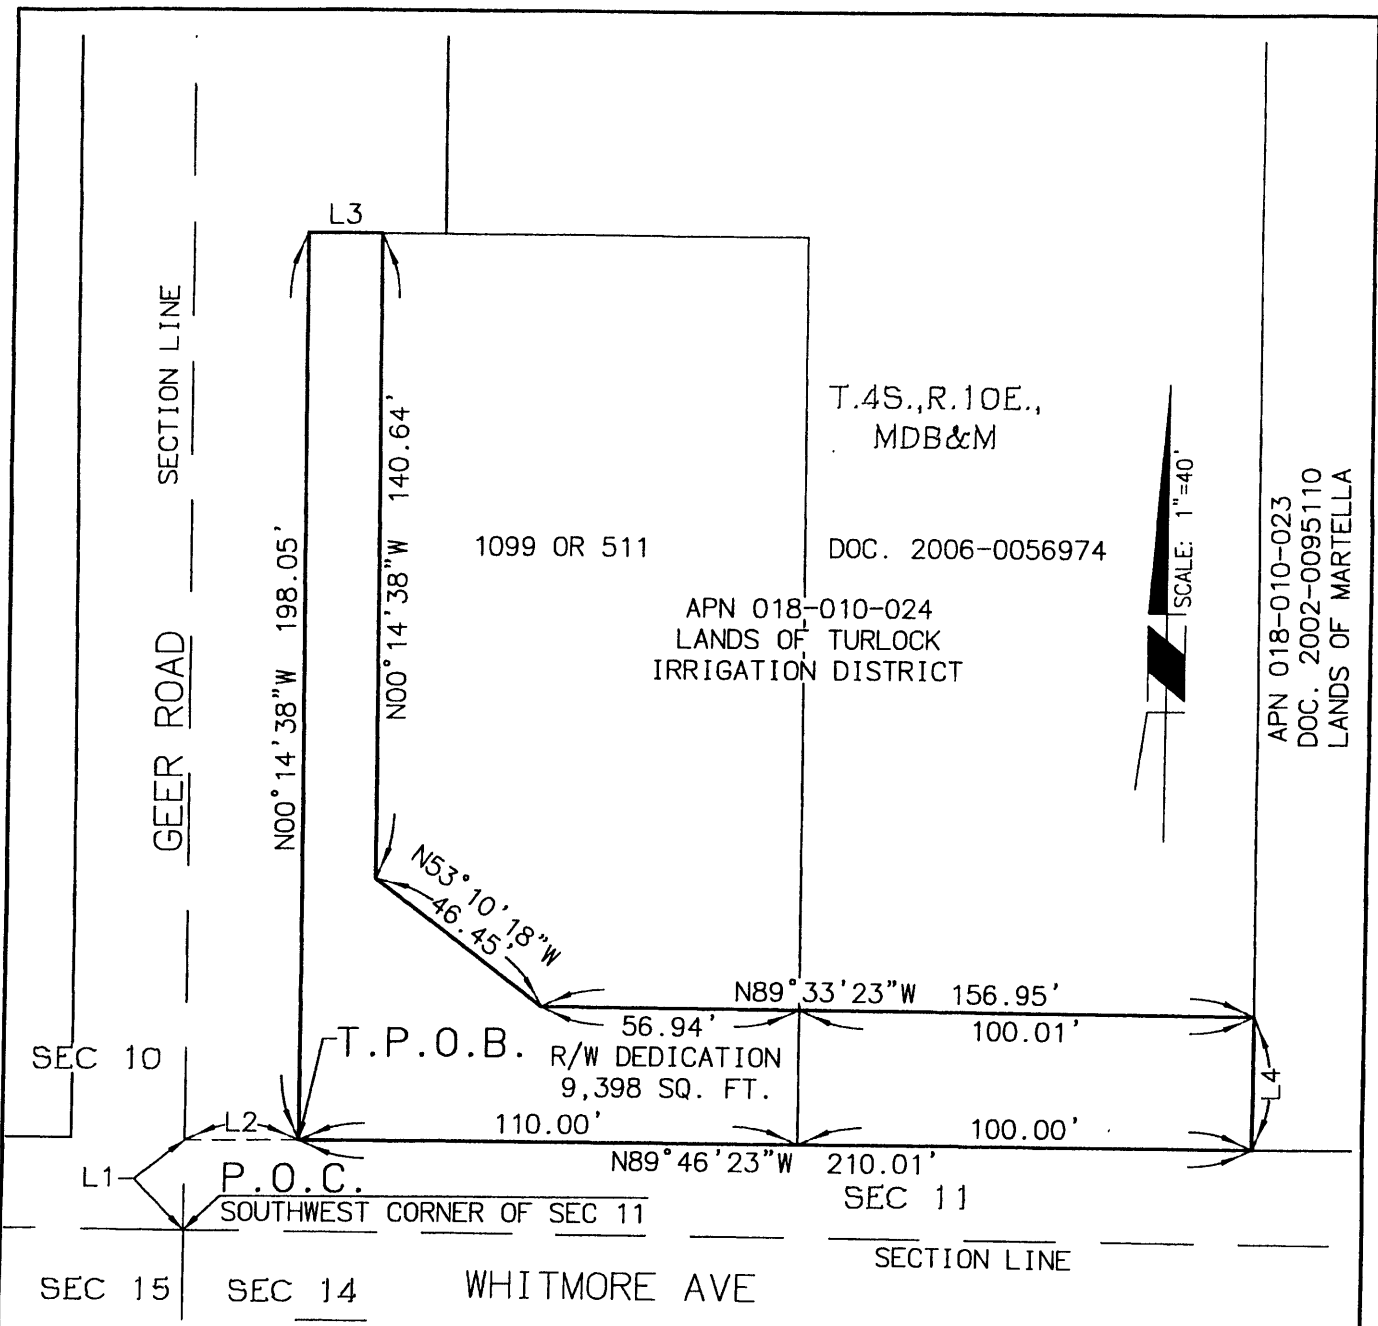 L3
SECTION LINE
GEER ROAD
N00°14'38"W 198.05'
N00°14'38"W 140.64'
T.4S.,R.10E.,
MDB&M
SCALE: 1"=40'
1099 OR 511
DOC. 2006-0056974
APN 018-010-024
LANDS OF TURLOCK
IRRIGATION DISTRICT
APN 018-010-023
DOC. 2002-0095110
LANDS OF MARTELLA
N53°10'18"W
46.45'
N89°33'23"W 156.95'
56.94'
100.01'
R/W DEDICATION
9,398 SQ. FT.
T.P.O.B.
SEC 10
L4
L2
110.00'
100.00'
N89°46'23"W 210.01'
L1
P.O.C.
SOUTHWEST CORNER OF SEC 11
SEC 11
SECTION LINE
SEC 15
SEC 14
WHITMORE AVE